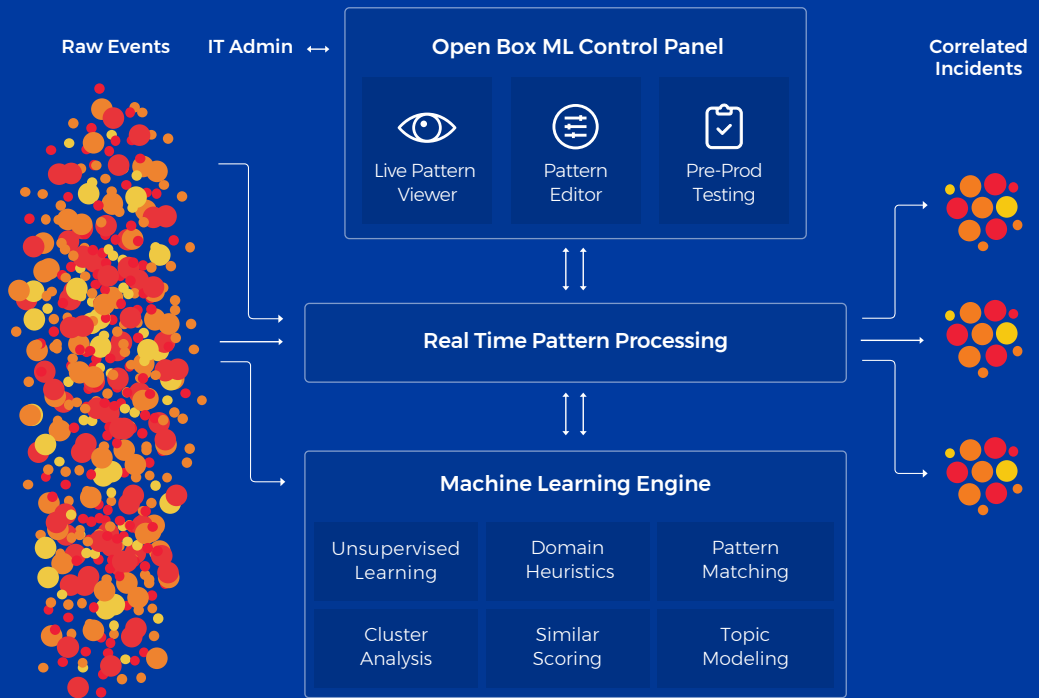 Raw Events
IT Admin
Open Box ML Control Panel
Correlated
Incidents
Live Pattern
Viewer
Pattern
Editor
Pre-Prod
Testing
Real Time Pattern Processing
Machine Learning Engine
Unsupervised
Learning
Domain
Heuristics
Pattern
Matching
Cluster
Analysis
Similar
Scoring
Topic
Modeling